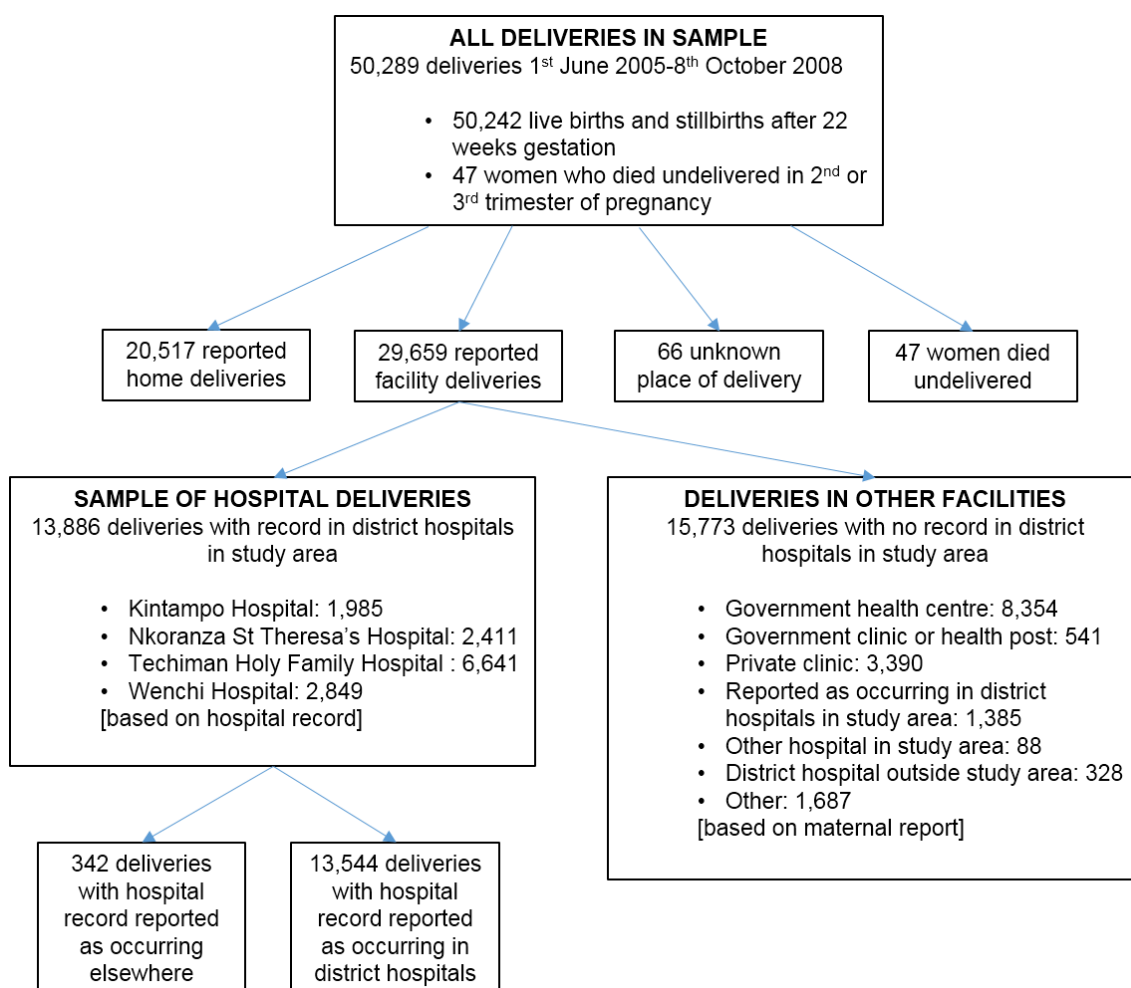 ALL DELIVERIES IN SAMPLE
50,289 deliveries 1st June 2005-8th October 2008
• 50,242 live births and stillbirths after 22
weeks gestation
• 47 women who died undelivered in 2nd or
3rd trimester of pregnancy
20,517 reported
home deliveries
29,659 reported
facility deliveries
66 unknown
place of delivery
47 women died
undelivered
SAMPLE OF HOSPITAL DELIVERIES
13,886 deliveries with record in district hospitals
in study area
• Kintampo Hospital: 1,985
• Nkoranza St Theresa's Hospital: 2,411
• Techiman Holy Family Hospital : 6,641
• Wenchi Hospital: 2,849
[based on hospital record]
DELIVERIES IN OTHER FACILITIES
15,773 deliveries with no record in district
hospitals in study area
• Government health centre: 8,354
• Government clinic or health post: 541
• Private clinic: 3,390
• Reported as occurring in district
hospitals in study area: 1,385
• Other hospital in study area: 88
• District hospital outside study area: 328
• Other: 1,687
[based on maternal report]
342 deliveries
with hospital
record reported
as occurring
elsewhere
13,544 deliveries
with hospital
record reported
as occurring in
district hospitals